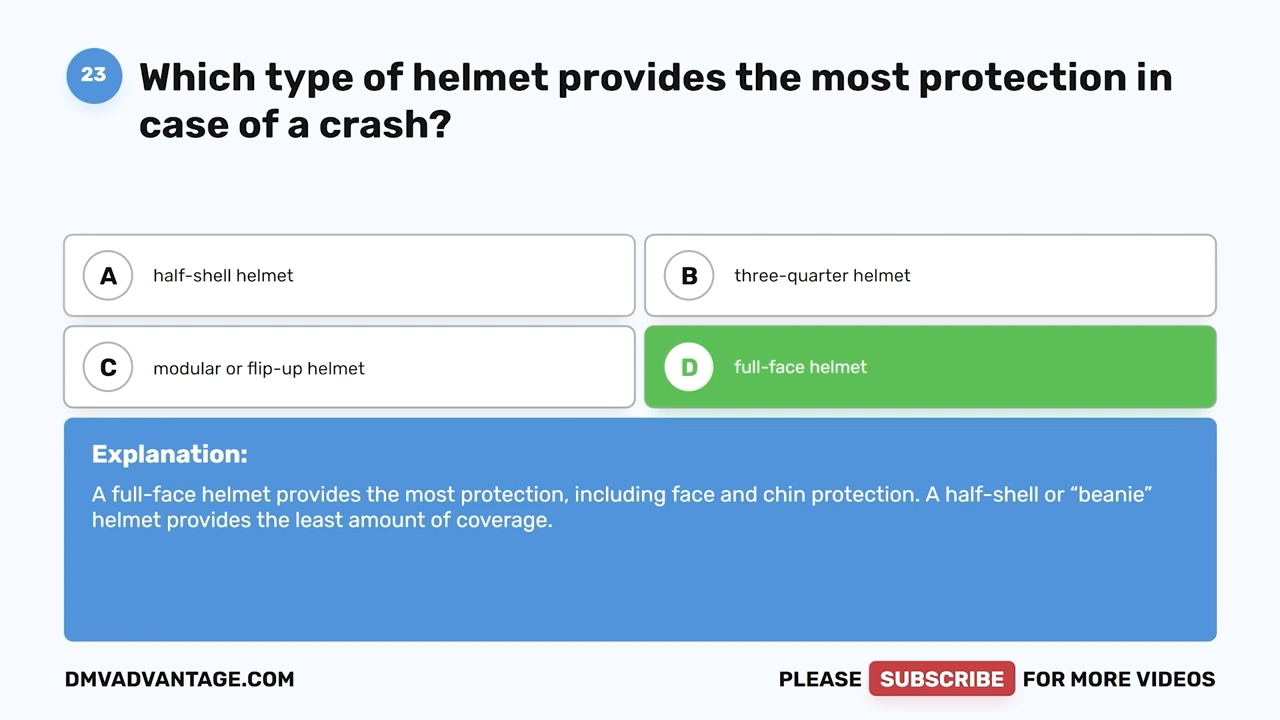 23
Which type of helmet provides the most protection in
case of a crash?
A half-shell helmet
B three-quarter helmet
C modular or flip-up helmet
D full-face helmet
Explanation:
A full-face helmet provides the most protection, including face and chin protection. A half-shell or “beanie”
helmet provides the least amount of coverage.
DMVADVANTAGE.COM
PLEASE SUBSCRIBE FOR MORE VIDEOS